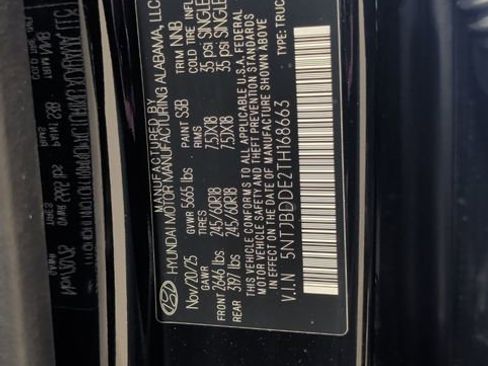 MANUFACTURED BY
HYUNDAI MOTOR MANUFACTURING ALABAMA, LLC
Nov/20/25 GVWR 5665 lbs PAINT S3B TRIM NNB
GAWR TIRES RIMS COLD TIRE INFL
FRONT 2646 lbs 245/60R18 7.5JX18 35 psi SINGLE
REAR 3197 lbs 245/60R18 7.5JX18 35 psi SINGLE
THIS VEHICLE CONFORMS TO ALL APPLICABLE U.S.A. FEDERAL
MOTOR VEHICLE SAFETY AND THEFT PREVENTION STANDARDS
IN EFFECT ON THE DATE OF MANUFACTURE SHOWN ABOVE.
V.I.N 5NTJBDDE2TH168663 TYPE: TRUC